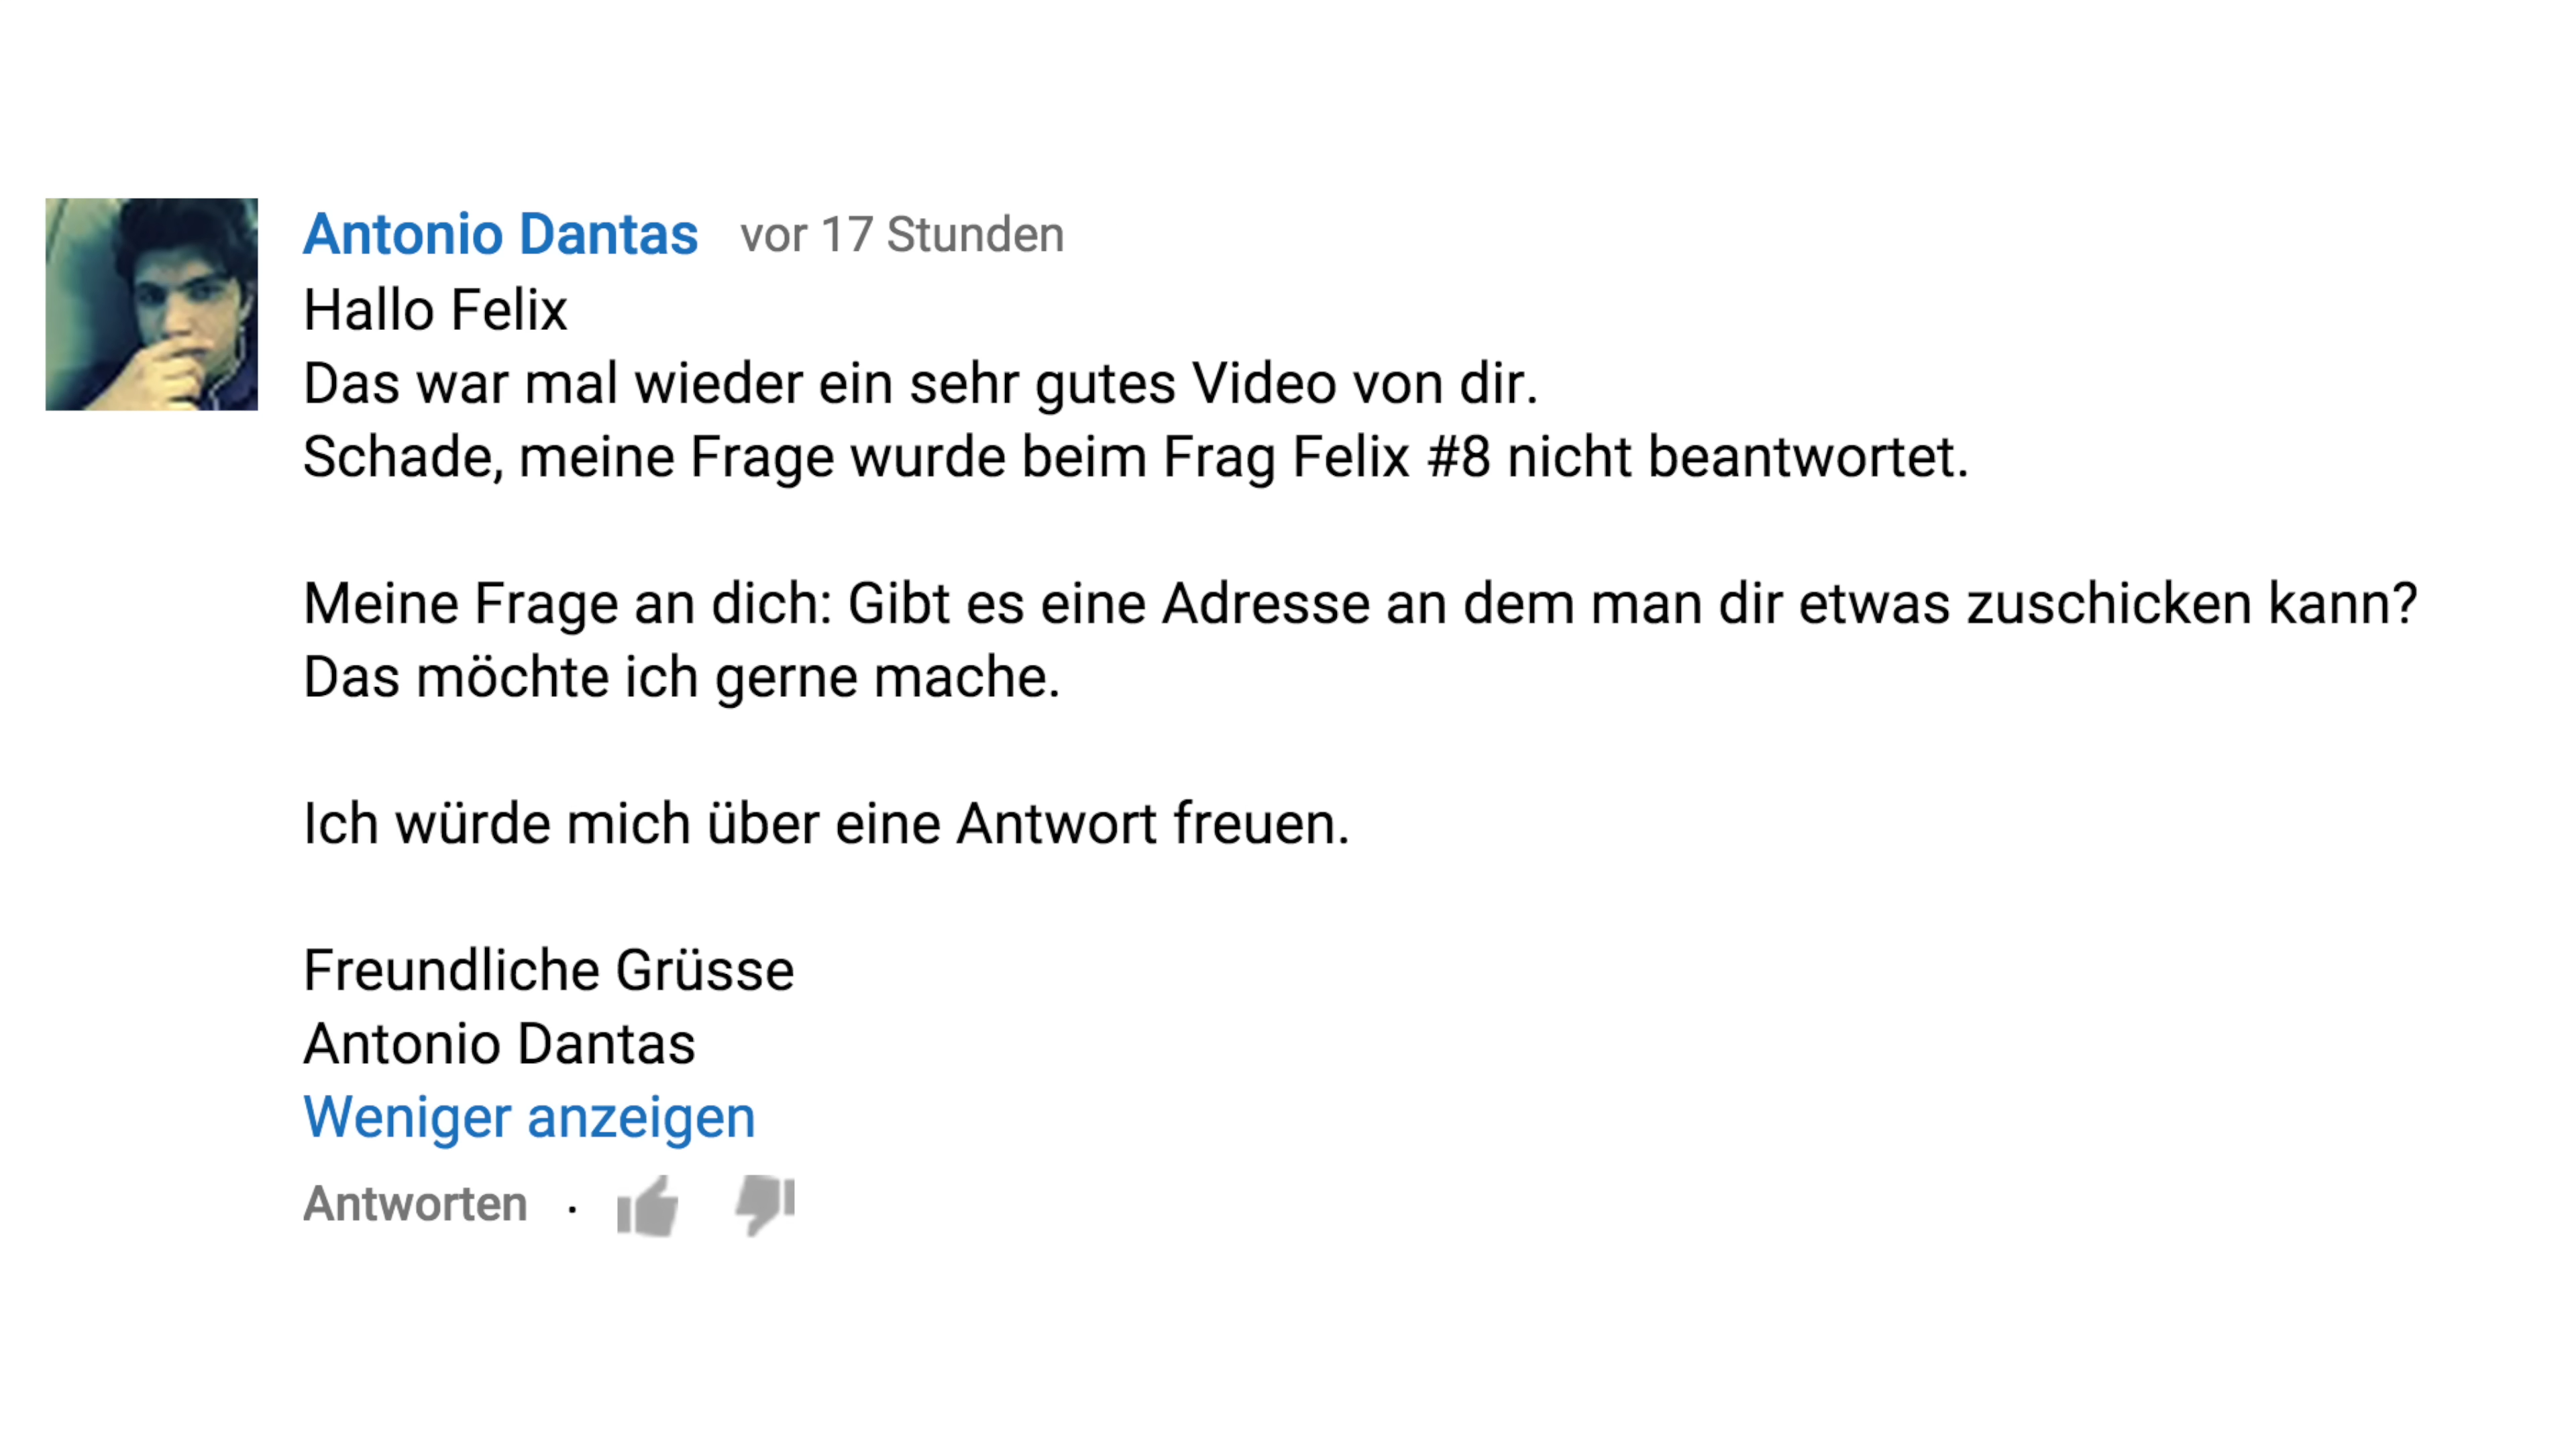 Antonio Dantas vor 17 Stunden
Hallo Felix
Das war mal wieder ein sehr gutes Video von dir.
Schade, meine Frage wurde beim Frag Felix #8 nicht beantwortet.
Meine Frage an dich: Gibt es eine Adresse an dem man dir etwas zuschicken kann?
Das möchte ich gerne mache.
Ich würde mich über eine Antwort freuen.
Freundliche Grüsse
Antonio Dantas
Weniger anzeigen
Antworten ·